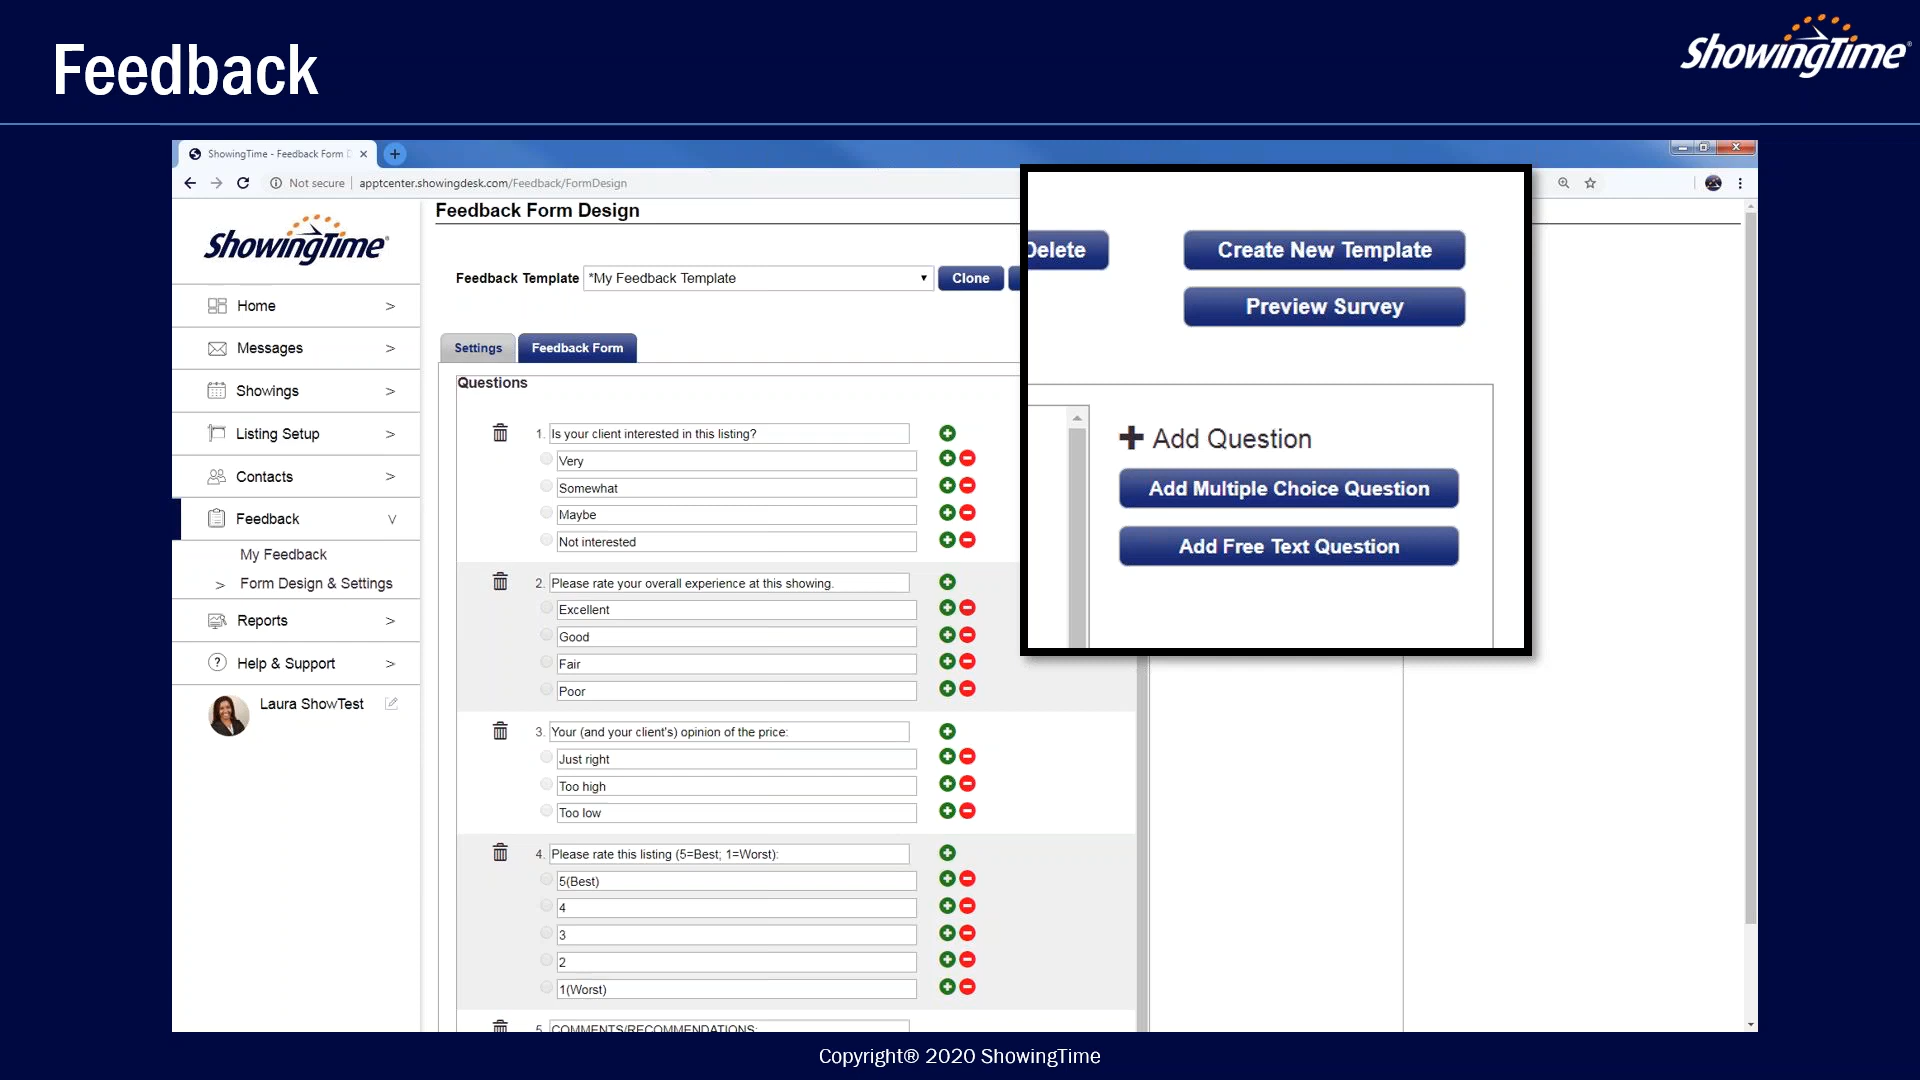 Feedback
ShowingTime
ShowingTime - Feedback Form D
Not secure
apptcenter.showingdesk.com/Feedback/FormDesign
ShowingTime
Home
Messages
Showings
Listing Setup
Contacts
Feedback
My Feedback
Form Design & Settings
Reports
Help & Support
Laura ShowTest
Feedback Form Design
Feedback Template
*My Feedback Template
Clone
Settings
Feedback Form
Questions
1. Is your client interested in this listing?
Very
Somewhat
Maybe
Not interested
2. Please rate your overall experience at this showing.
Excellent
Good
Fair
Poor
3. Your (and your client's) opinion of the price:
Just right
Too high
Too low
4. Please rate this listing (5=Best; 1=Worst):
5(Best)
4
3
2
1(Worst)
5. COMMENTS/RECOMMENDATIONS:
Delete
Create New Template
Preview Survey
Add Question
Add Multiple Choice Question
Add Free Text Question
Copyright® 2020 ShowingTime